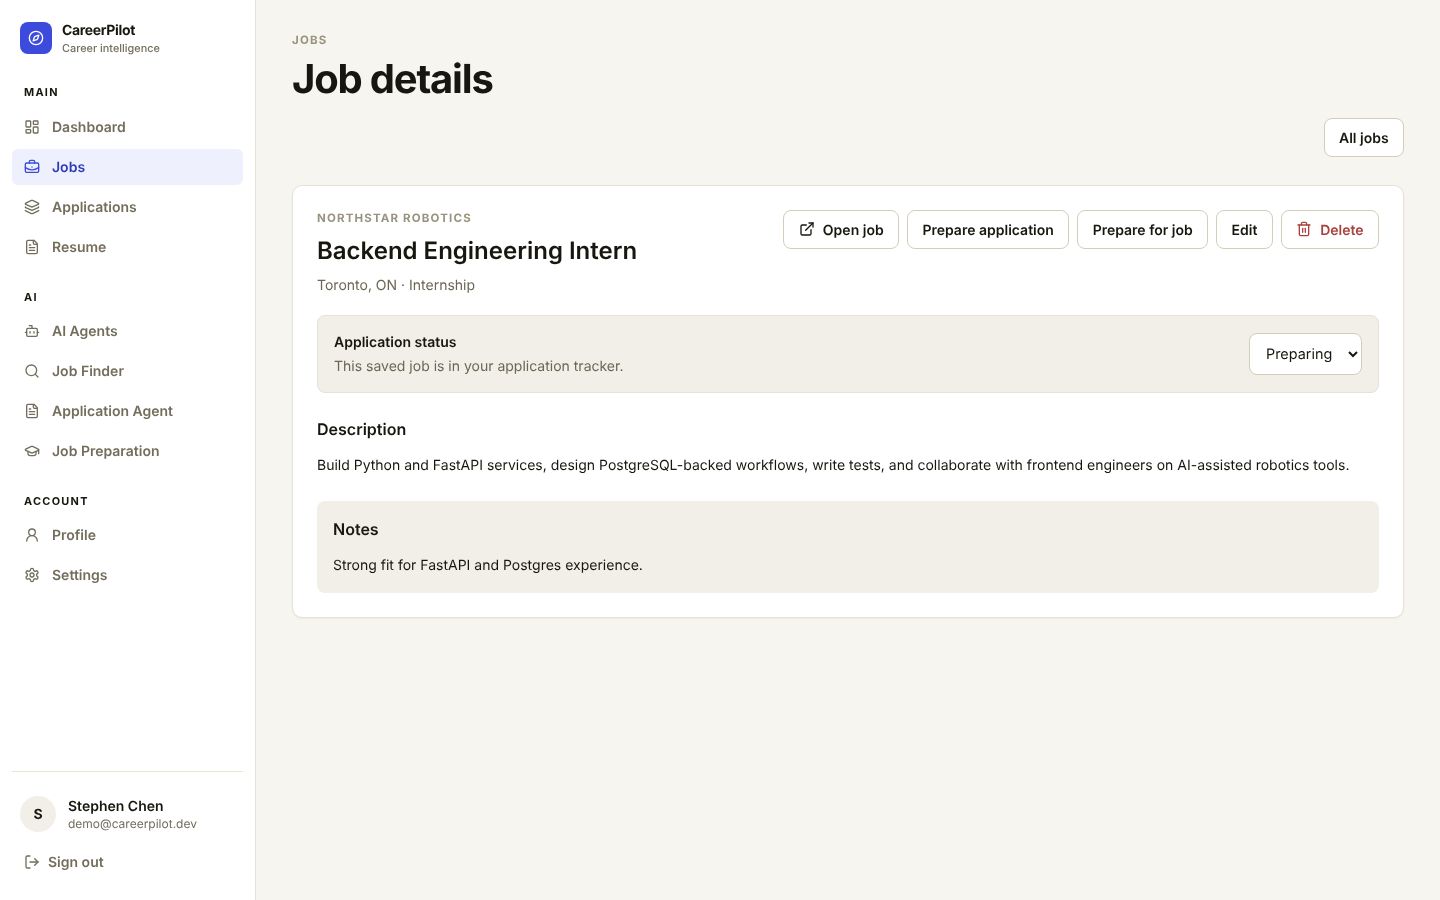 CareerPilot
Career intelligence
MAIN
Dashboard
Jobs
Applications
Resume
AI
AI Agents
Job Finder
Application Agent
Job Preparation
ACCOUNT
Profile
Settings
S
Stephen Chen
demo@careerpilot.dev
Sign out
JOBS
Job details
All jobs
NORTHSTAR ROBOTICS
Backend Engineering Intern
Toronto, ON · Internship
Open job
Prepare application
Prepare for job
Edit
Delete
Application status
This saved job is in your application tracker.
Preparing
Description
Build Python and FastAPI services, design PostgreSQL-backed workflows, write tests, and collaborate with frontend engineers on AI-assisted robotics tools.
Notes
Strong fit for FastAPI and Postgres experience.